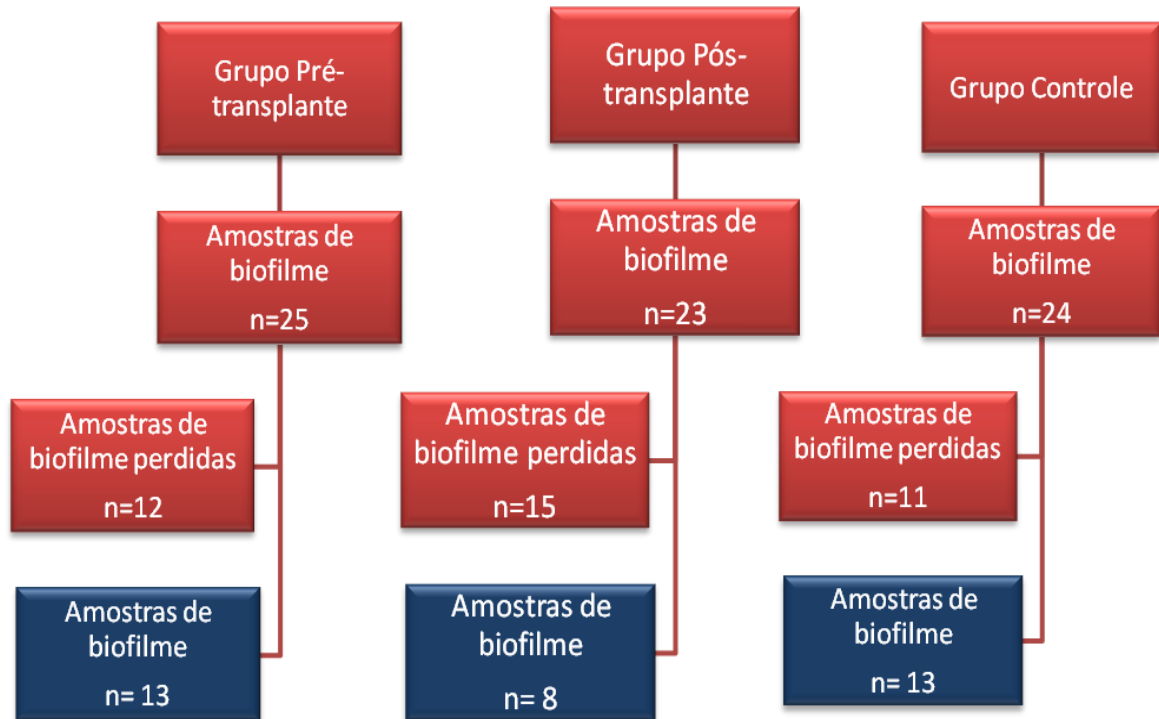 Grupo Pré-
transplante
Amostras de
biofilme
n=25
Amostras de
biofilme perdidas
n=12
Amostras de
biofilme
n= 13
Grupo Pós-
transplante
Amostras de
biofilme
n=23
Amostras de
biofilme perdidas
n=15
Amostras de
biofilme
n= 8
Grupo Controle
Amostras de
biofilme
n=24
Amostras de
biofilme perdidas
n=11
Amostras de
biofilme
n= 13